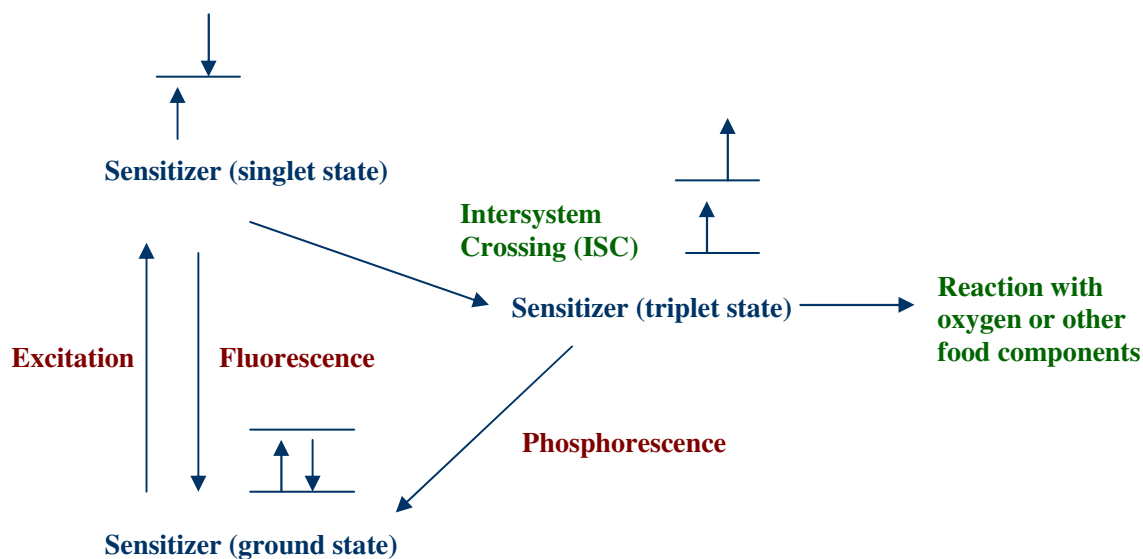 Sensitizer (singlet state)
Intersystem
Crossing (ISC)
Sensitizer (triplet state)
Reaction with
oxygen or other
food components
Excitation
Fluorescence
Phosphorescence
Sensitizer (ground state)